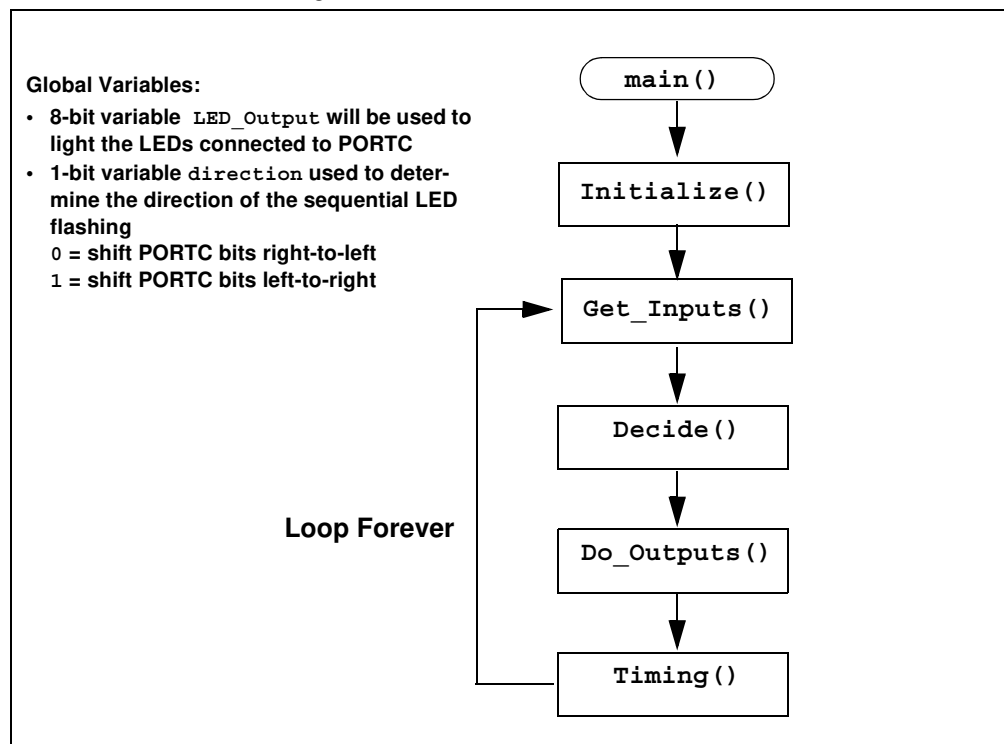 Global Variables:
• 8-bit variable LED_Output will be used to
light the LEDs connected to PORTC
• 1-bit variable direction used to deter-
mine the direction of the sequential LED
flashing
0 = shift PORTC bits right-to-left
1 = shift PORTC bits left-to-right
main()
Initialize()
Get_Inputs()
Decide()
Do_Outputs()
Timing()
Loop Forever